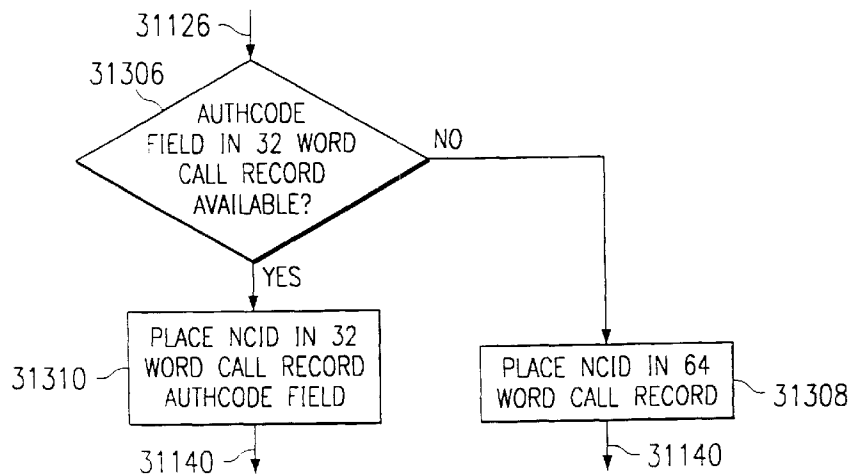 31126
31306
AUTHCODE
FIELD IN 32 WORD
CALL RECORD
AVAILABLE?
NO
YES
PLACE NCID IN 32
WORD CALL RECORD
AUTHCODE FIELD
31310
PLACE NCID IN 64
WORD CALL RECORD
31308
31140
31140